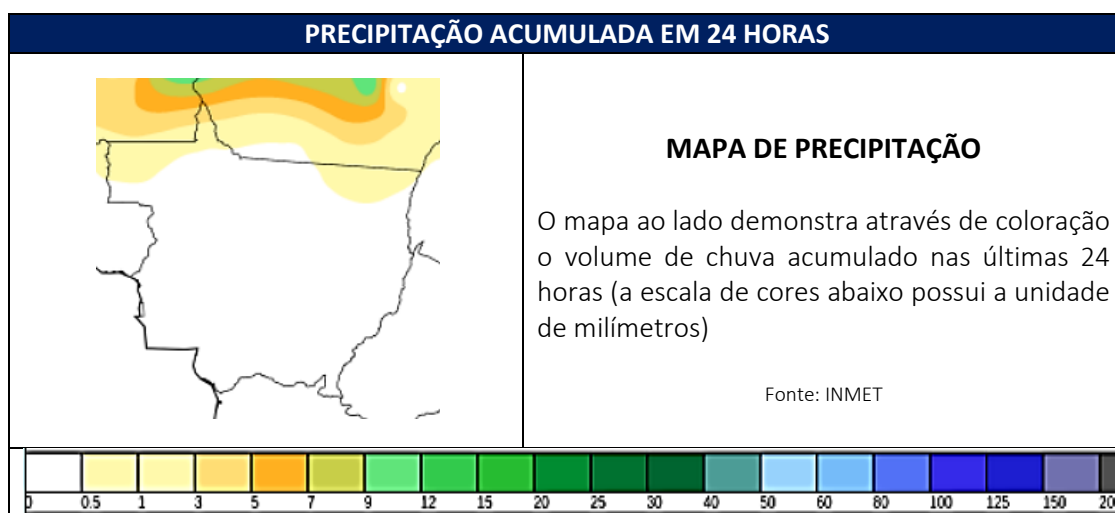 PRECIPITAÇÃO ACUMULADA EM 24 HORAS
MAPA DE PRECIPITAÇÃO
O mapa ao lado demonstra através de coloração
o volume de chuva acumulado nas últimas 24
horas (a escala de cores abaixo possui a unidade
de milímetros)
Fonte: INMET
0 0.5 1 3 5 7 9 12 15 20 25 30 40 50 60 80 100 125 150